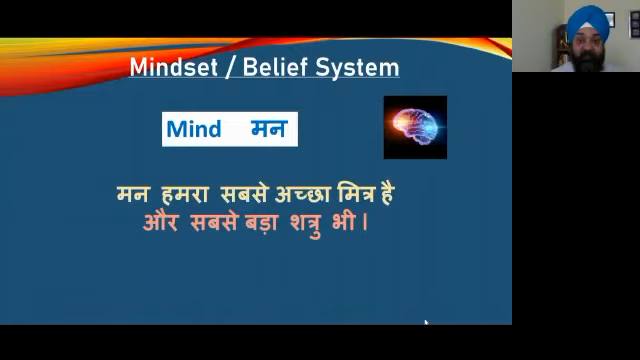 Mindset / Belief System
Mind मन
मन हमरा सबसे अच्छा मित्र है
और सबसे बड़ा शत्रु भी ।